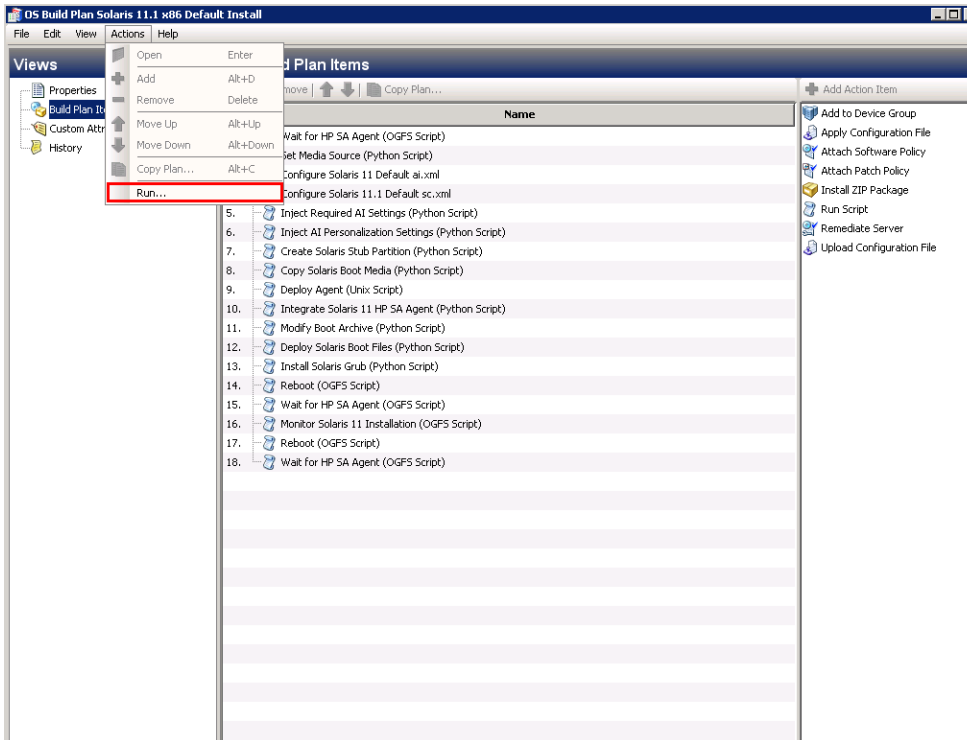 OS Build Plan Solaris 11.1 x86 Default Install
File Edit View Actions Help
Views
Properties
Build Plan Ite
Custom Attr
History
Open Enter
Add Alt+D
Remove Delete
Move Up Alt+Up
Move Down Alt+Down
Copy Plan... Alt+C
Run...
d Plan Items
move Copy Plan...
Name
Wait for HP SA Agent (OGFS Script)
Set Media Source (Python Script)
Configure Solaris 11 Default ai.xml
Configure Solaris 11.1 Default sc.xml
5. Inject Required AI Settings (Python Script)
6. Inject AI Personalization Settings (Python Script)
7. Create Solaris Stub Partition (Python Script)
8. Copy Solaris Boot Media (Python Script)
9. Deploy Agent (Unix Script)
10. Integrate Solaris 11 HP SA Agent (Python Script)
11. Modify Boot Archive (Python Script)
12. Deploy Solaris Boot Files (Python Script)
13. Install Solaris Grub (Python Script)
14. Reboot (OGFS Script)
15. Wait for HP SA Agent (OGFS Script)
16. Monitor Solaris 11 Installation (OGFS Script)
17. Reboot (OGFS Script)
18. Wait for HP SA Agent (OGFS Script)
Add Action Item
Add to Device Group
Apply Configuration File
Attach Software Policy
Attach Patch Policy
Install ZIP Package
Run Script
Remediate Server
Upload Configuration File